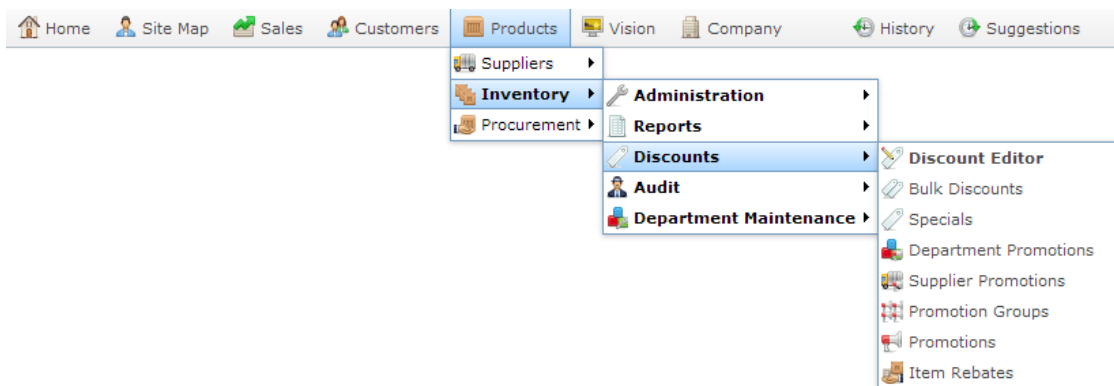 Home Site Map Sales Customers Products Vision Company History Suggestions
Suppliers
Inventory
Procurement
Administration
Reports
Discounts
Audit
Department Maintenance
Discount Editor
Bulk Discounts
Specials
Department Promotions
Supplier Promotions
Promotion Groups
Promotions
Item Rebates